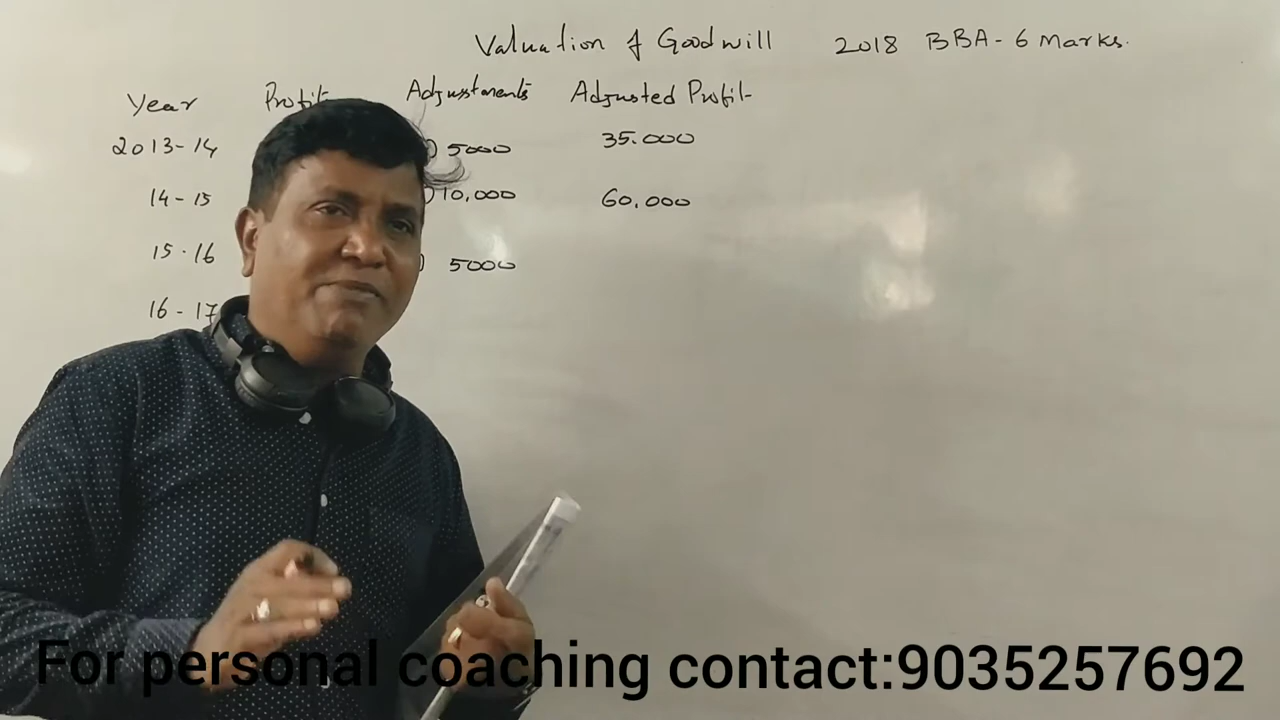 Valuation of Goodwill 2018 BBA - 6 Marks.
Year Profit Adjustments Adjusted Profit
2013-14 ) 5000 35.000
14-15 )10,000 60,000
15.16 ) 5000
16-17
For personal coaching contact:9035257692